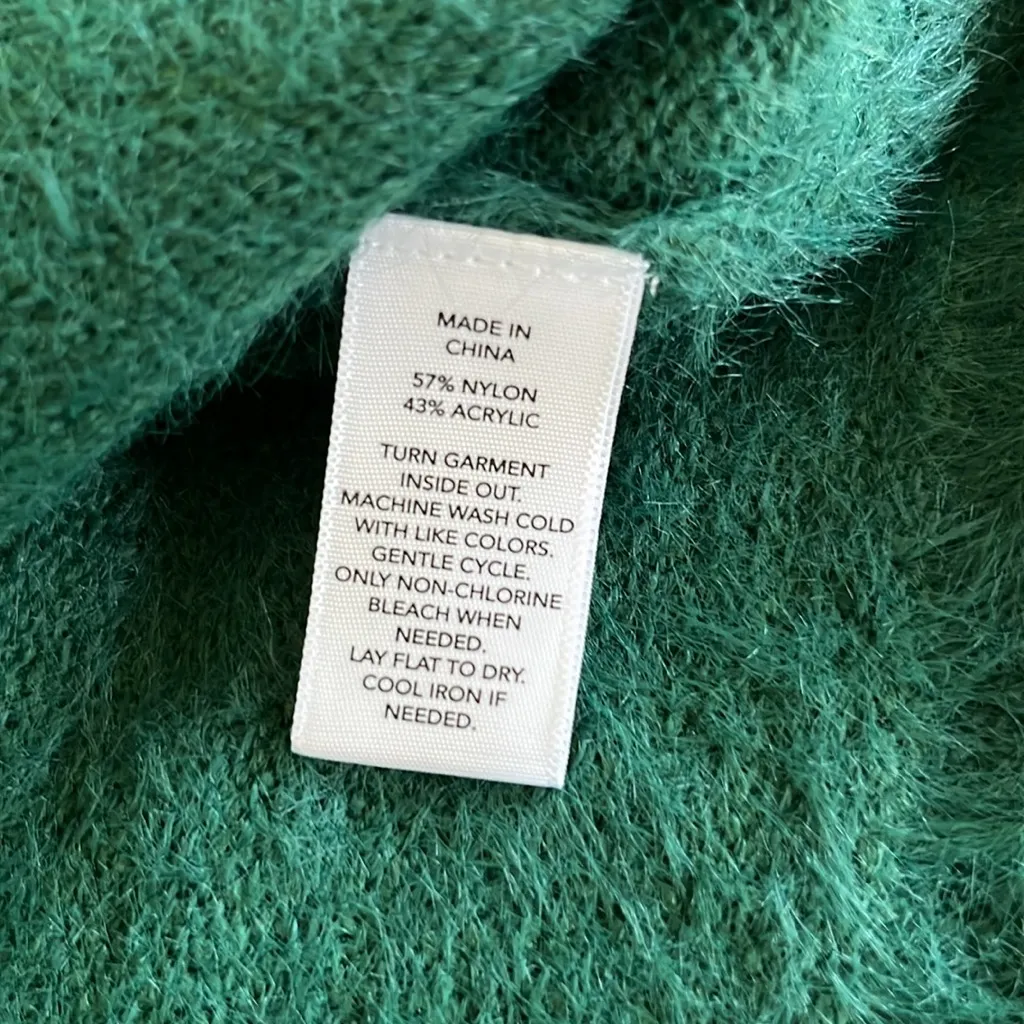 MADE IN
CHINA
57% NYLON
43% ACRYLIC
TURN GARMENT
INSIDE OUT.
MACHINE WASH COLD
WITH LIKE COLORS.
GENTLE CYCLE.
ONLY NON-CHLORINE
BLEACH WHEN
NEEDED.
LAY FLAT TO DRY.
COOL IRON IF
NEEDED.